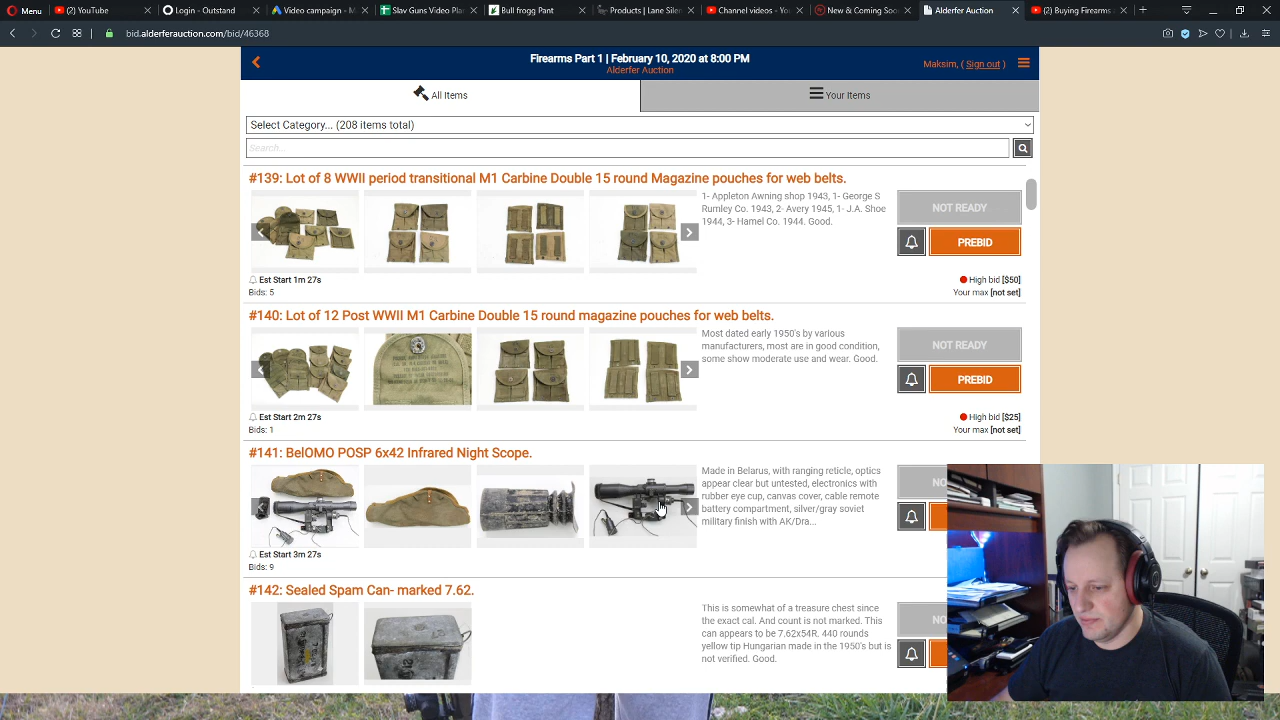 Menu
(2) YouTube
Login - Outstand
Video campaign - M
Slav Guns Video Pla
Bull frogg Pant
Products | Lane Silen
Channel videos - You
New & Coming Soo
Alderfer Auction
(2) Buying Firearms
bid.alderferauction.com/bid/46368
Firearms Part 1 | February 10, 2020 at 8:00 PM
Alderfer Auction
Maksim, ( Sign out )
All Items
Your Items
Select Category... (208 items total)
Search...
#139: Lot of 8 WWII period transitional M1 Carbine Double 15 round Magazine pouches for web belts.
1- Appleton Awning shop 1943, 1- George S
Rumley Co. 1943, 2- Avery 1945, 1- J.A. Shoe
1944, 3- Hamel Co. 1944. Good.
NOT READY
PREBID
Est Start 1m 27s
Bids: 5
High bid [$50]
Your max [not set]
#140: Lot of 12 Post WWII M1 Carbine Double 15 round magazine pouches for web belts.
Most dated early 1950's by various
manufacturers, most are in good condition,
some show moderate use and wear. Good.
NOT READY
PREBID
Est Start 2m 27s
Bids: 1
High bid [$25]
Your max [not set]
#141: BelOMO POSP 6x42 Infrared Night Scope.
Made in Belarus, with ranging reticle, optics
appear clear but untested, electronics with
rubber eye cup, canvas cover, cable remote
battery compartment, silver/gray soviet
military finish with AK/Dra...
NO
Est Start 3m 27s
Bids: 9
#142: Sealed Spam Can- marked 7.62.
This is somewhat of a treasure chest since
the exact cal. And count is not marked. This
can appears to be 7.62x54R. 440 rounds
yellow tip Hungarian made in the 1950's but is
not verified. Good.
NO